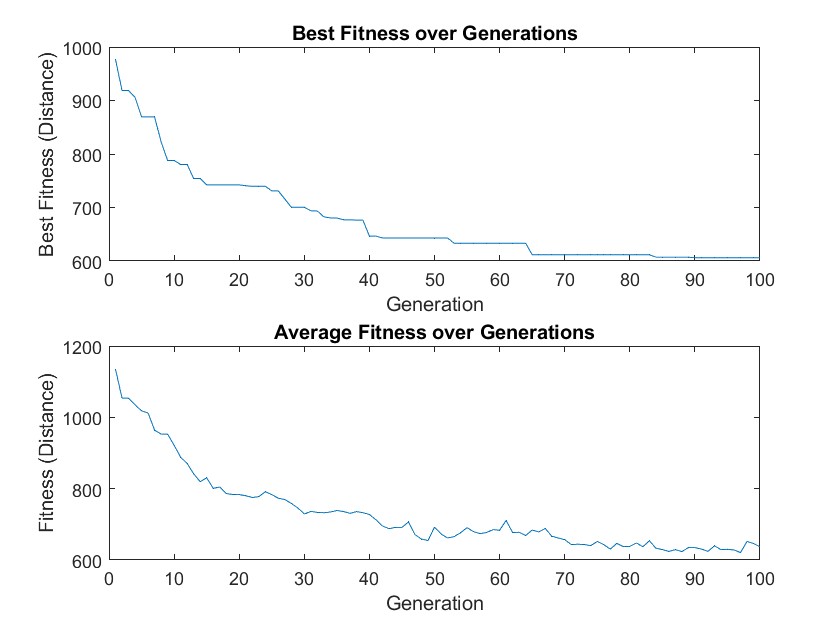 Best Fitness over Generations
Best Fitness (Distance)
1000
900
800
700
600
0 10 20 30 40 50 60 70 80 90 100
Generation
Average Fitness over Generations
Fitness (Distance)
1200
1000
800
600
0 10 20 30 40 50 60 70 80 90 100
Generation